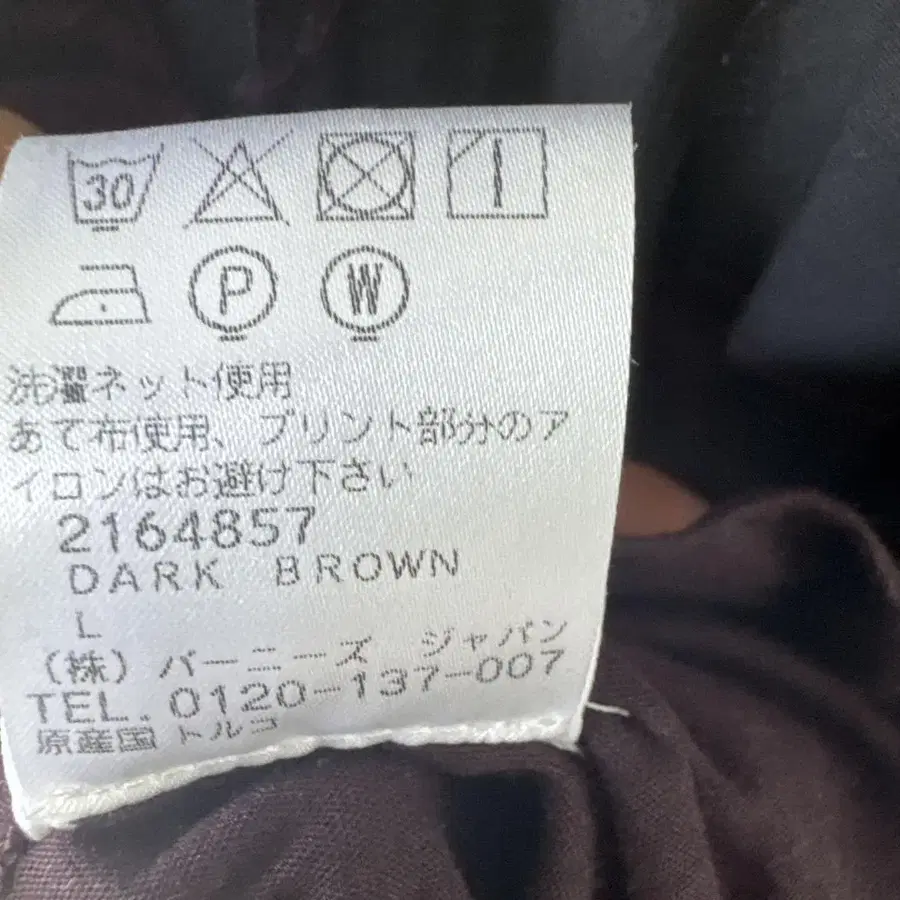 30
P
W
洗濯ネット使用
あて布使用、プリント部分のア
イロンはお避け下さい
2164857
DARK BROWN
L
(株) バーニーズ ジャパン
TEL. 0120-137-007
原産国 トルコ